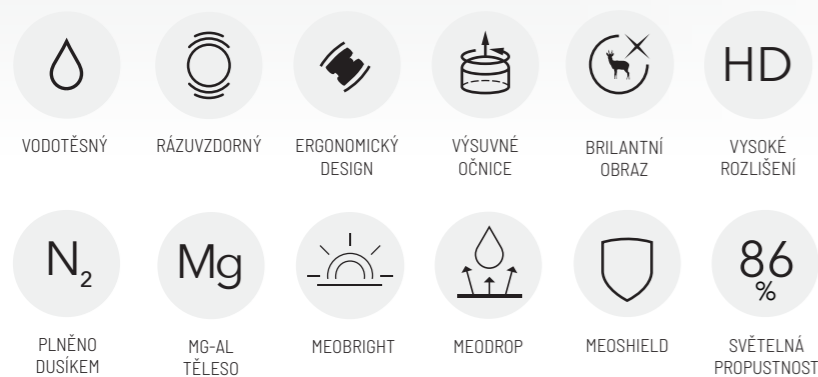 HD
VODOTĚSNÝ
RÁZUVZDORNÝ
ERGONOMICKÝ
DESIGN
VÝSUVNÉ
OČNICE
BRILANTNÍ
OBRAZ
VYSOKÉ
ROZLIŠENÍ
N₂
Mg
86
%
PLNĚNO
DUSÍKEM
MG-AL
TĚLESO
MEOBRIGHT
MEODROP
MEOSHIELD
SVĚTELNÁ
PROPUSTNOST